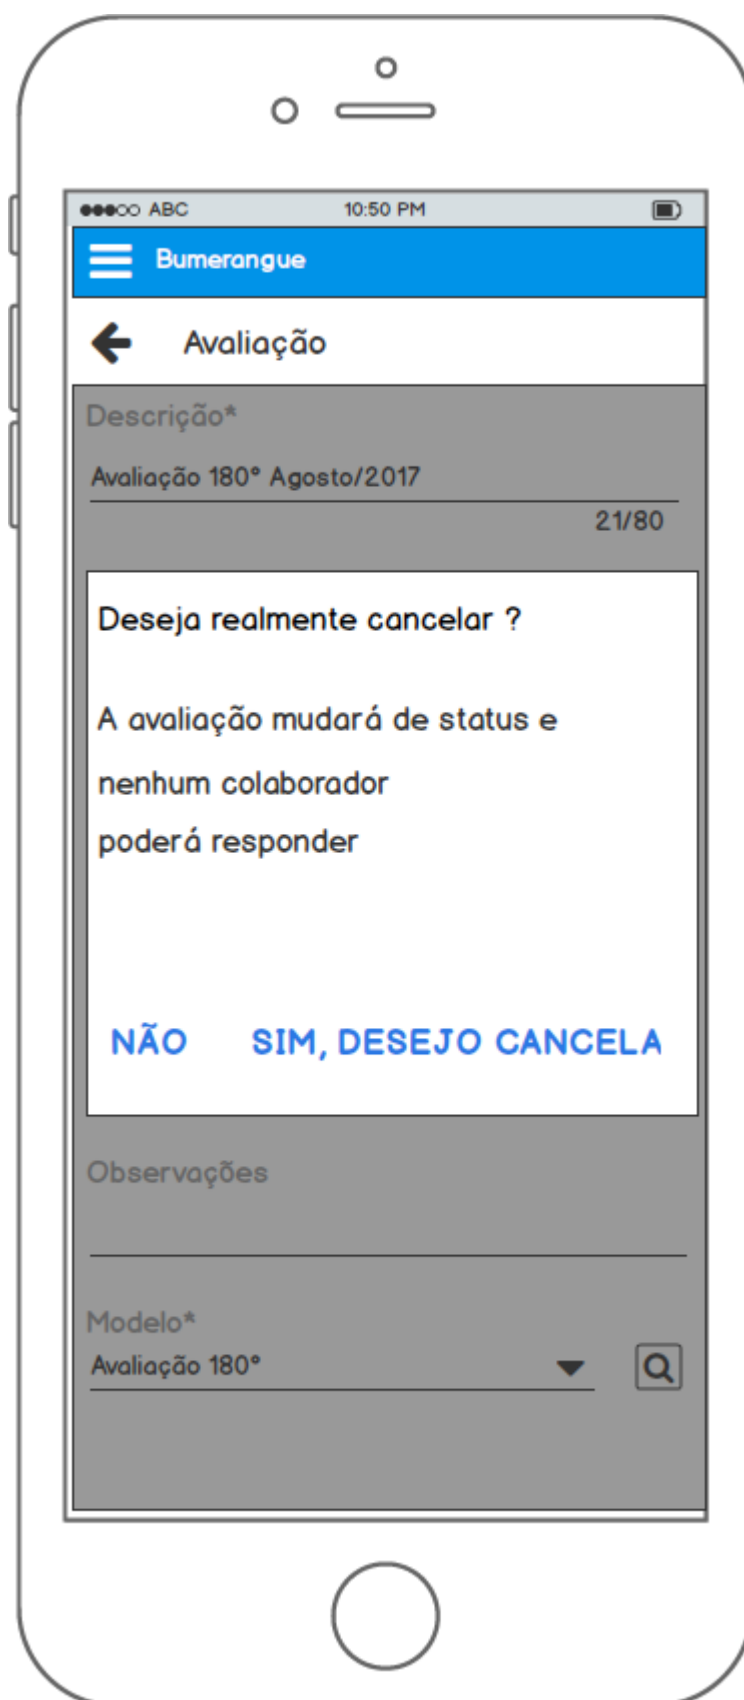 ABC 10:50 PM
Bumerangue
Avaliação
Descrição*
Avaliação 180° Agosto/2017
21/80
Deseja realmente cancelar ?
A avaliação mudará de status e
nenhum colaborador
poderá responder
NÃO SIM, DESEJO CANCELA
Observações
Modelo*
Avaliação 180°